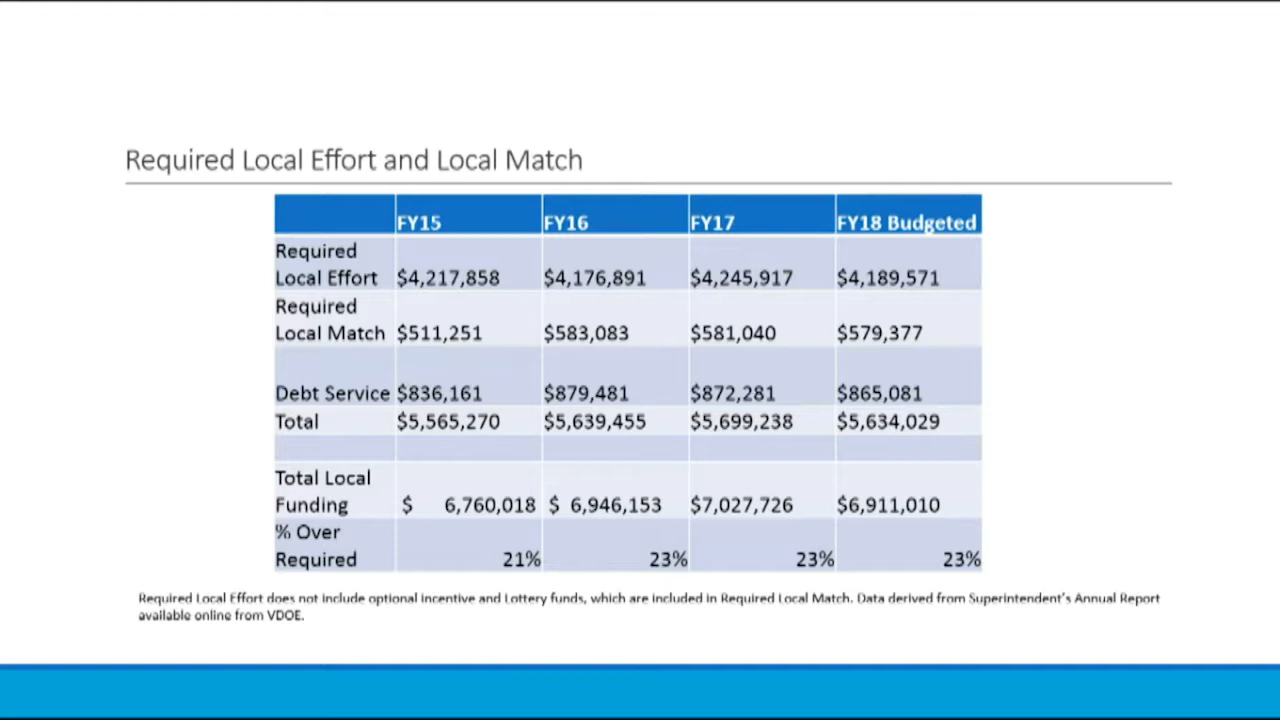 Required Local Effort and Local Match
FY15 FY16 FY17 FY18 Budgeted
Required
Local Effort $4,217,858 $4,176,891 $4,245,917 $4,189,571
Required
Local Match $511,251 $583,083 $581,040 $579,377
Debt Service $836,161 $879,481 $872,281 $865,081
Total $5,565,270 $5,639,455 $5,699,238 $5,634,029
Total Local
Funding $ 6,760,018 $ 6,946,153 $7,027,726 $6,911,010
% Over
Required 21% 23% 23% 23%
Required Local Effort does not include optional incentive and Lottery funds, which are included in Required Local Match. Data derived from Superintendent's Annual Report
available online from VDOE.